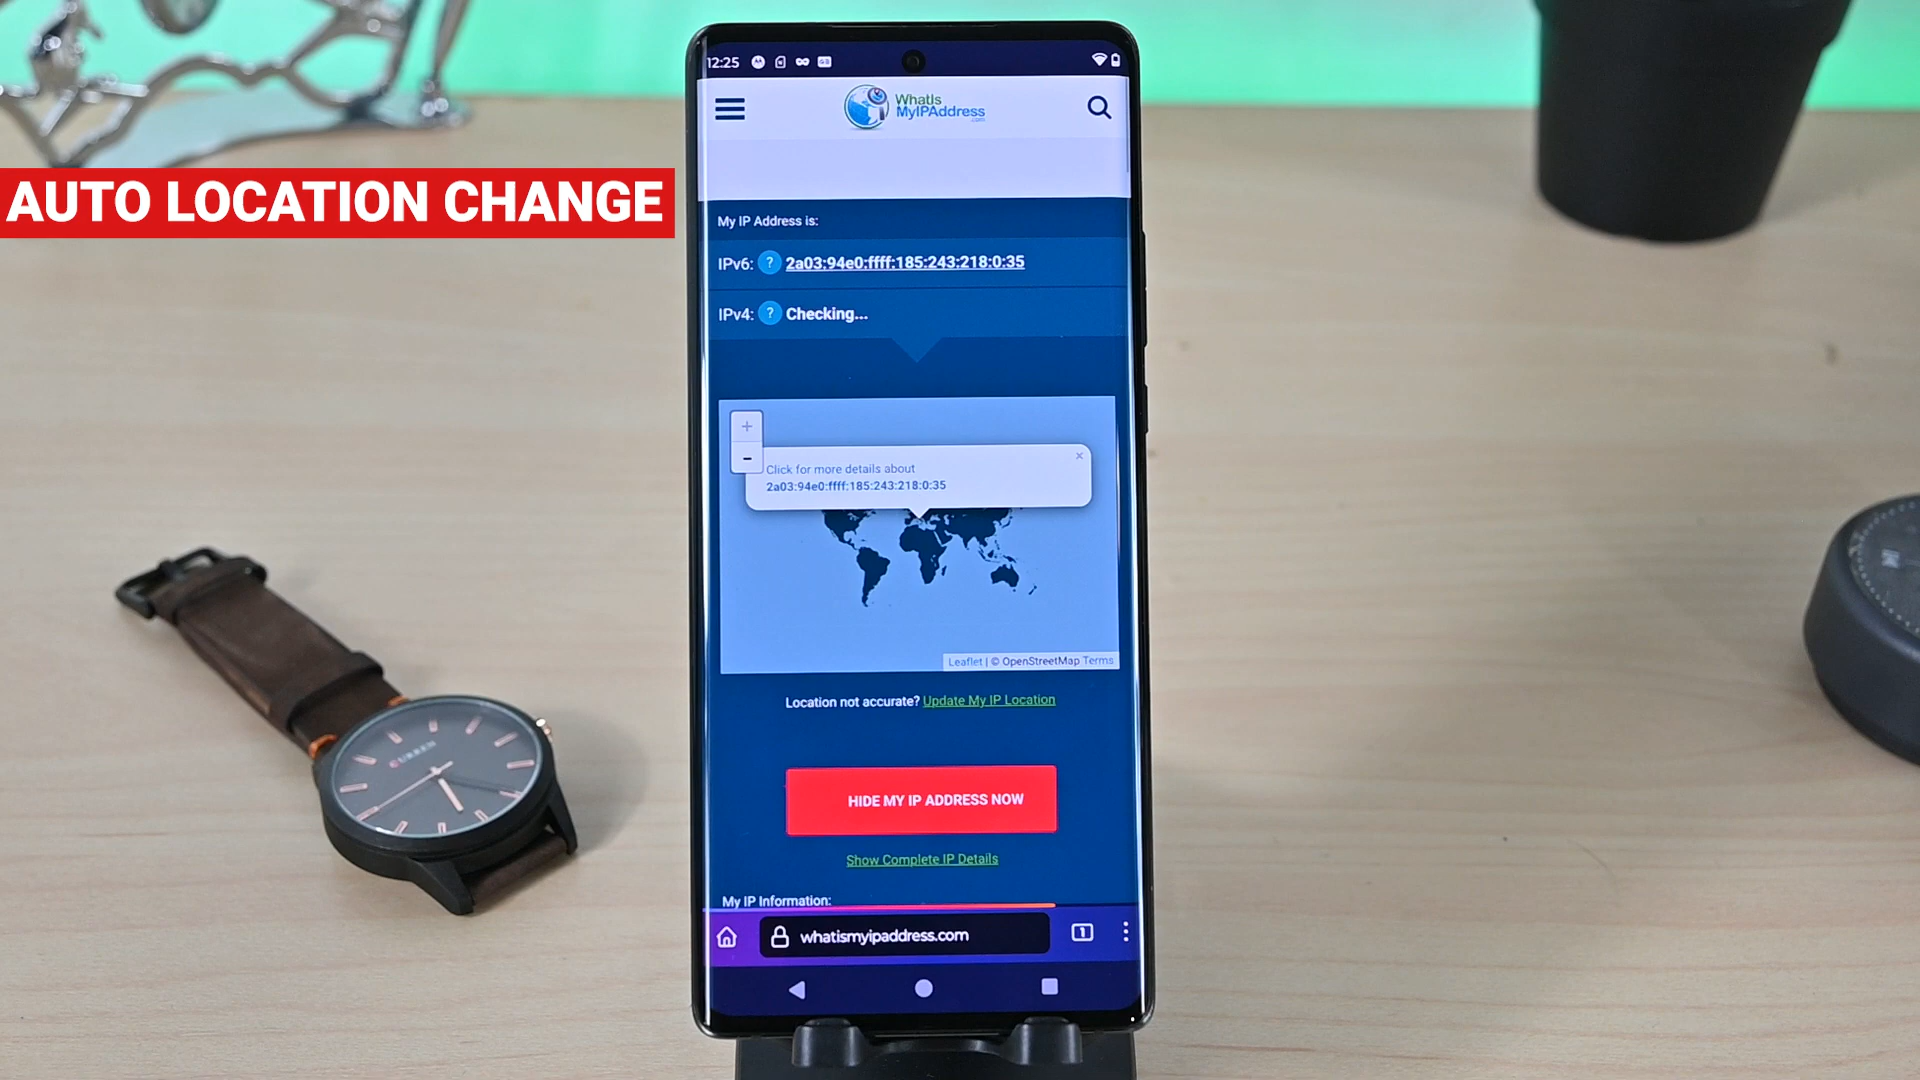 AUTO LOCATION CHANGE
12:25
WhatIs
MyIPAddress
.com
My IP Address is:
IPv6: ? 2a03:94e0:ffff:185:243:218:0:35
IPv4: ? Checking...
+
-
×
Click for more details about
2a03:94e0:ffff:185:243:218:0:35
Leaflet | © OpenStreetMap Terms
Location not accurate? Update My IP Location
HIDE MY IP ADDRESS NOW
Show Complete IP Details
My IP Information:
whatismyipaddress.com
1
CURREN